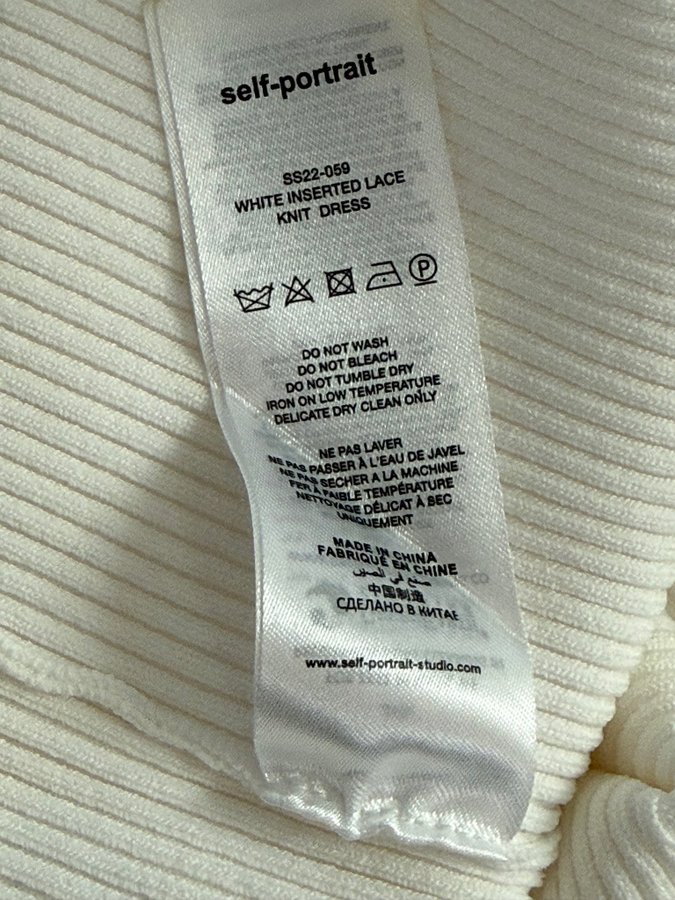 self-portrait
SS22-059
WHITE INSERTED LACE
KNIT DRESS
P
DO NOT WASH
DO NOT BLEACH
DO NOT TUMBLE DRY
IRON ON LOW TEMPERATURE
DELICATE DRY CLEAN ONLY
NE PAS LAVER
NE PAS PASSER À L'EAU DE JAVEL
NE PAS SECHER A LA MACHINE
FER À FAIBLE TEMPÉRATURE
NETTOYAGE DÉLICAT À SEC
UNIQUEMENT
MADE IN CHINA
FABRIQUÉ EN CHINE
صنع في الصين
中国制造
СДЕЛАНО В КИТАЕ
www.self-portrait-studio.com